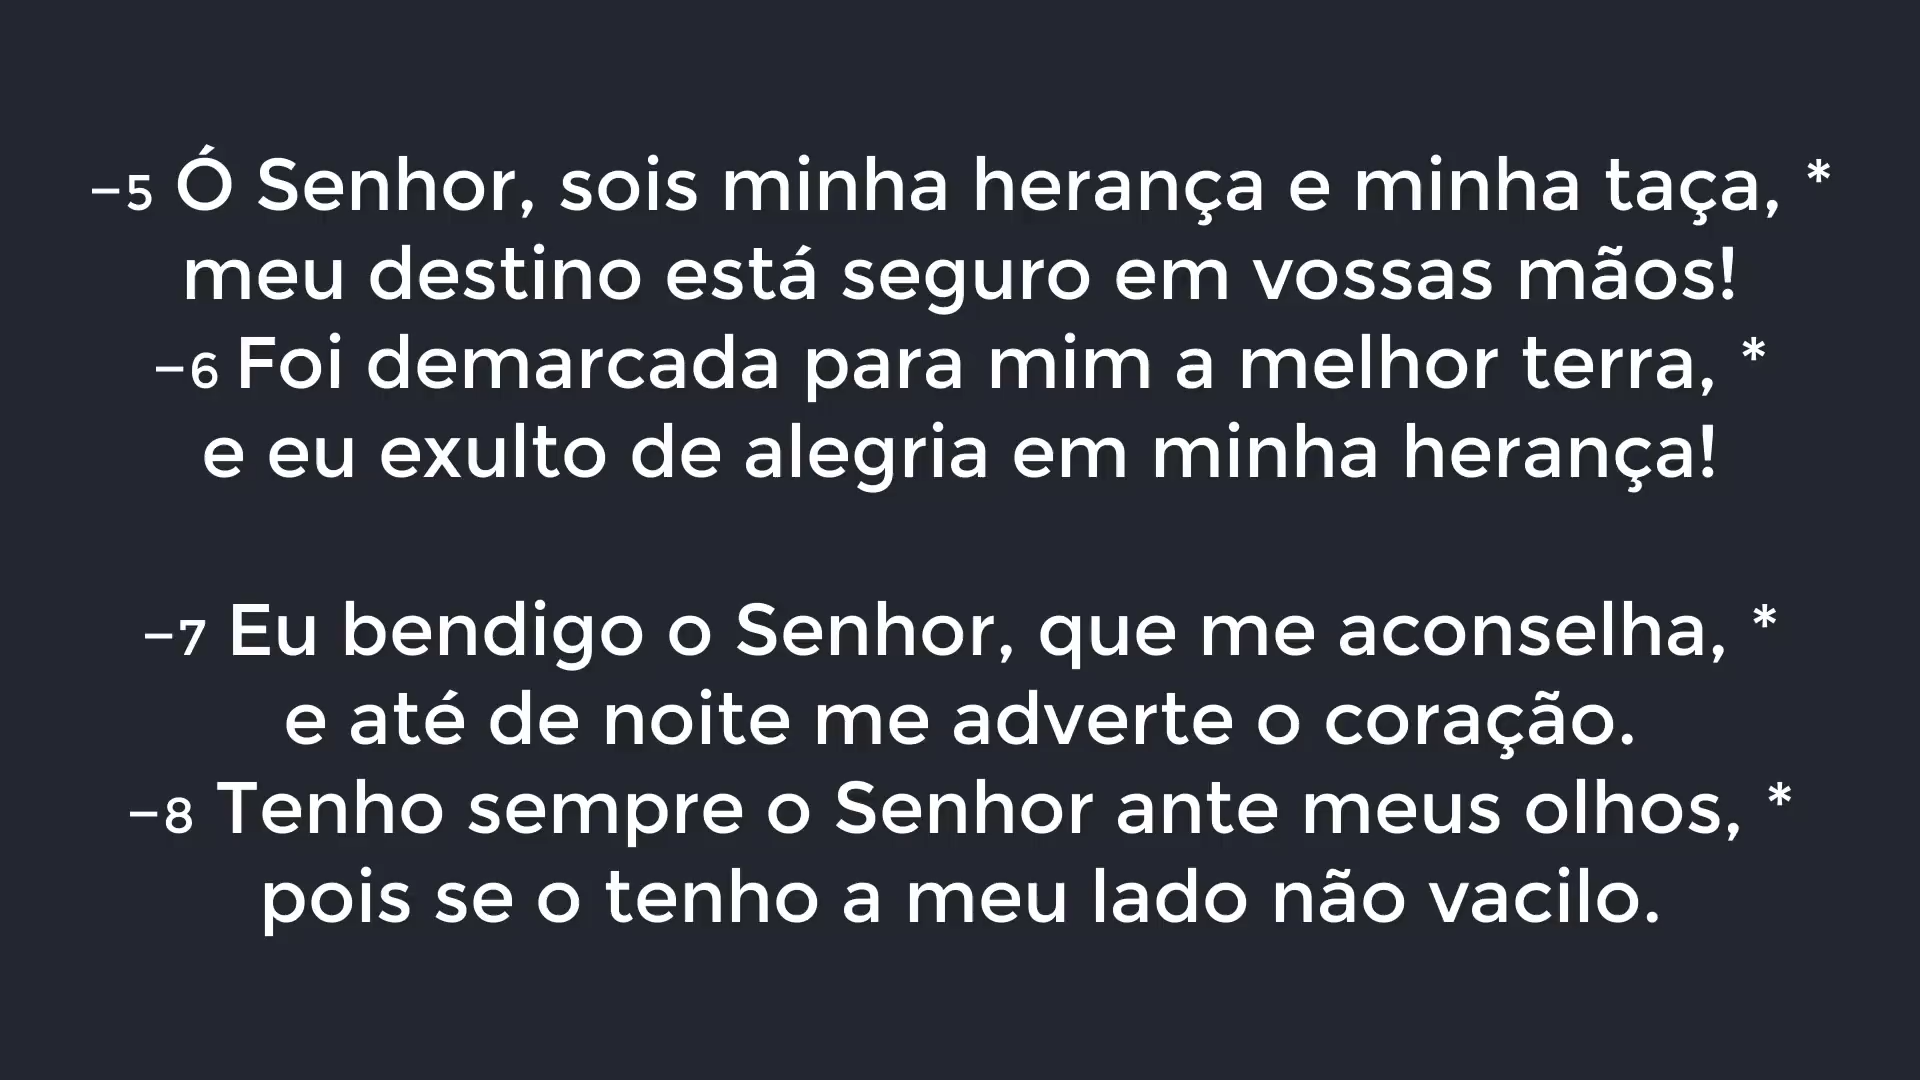 –5 Ó Senhor, sois minha herança e minha taça, *
meu destino está seguro em vossas mãos!
–6 Foi demarcada para mim a melhor terra, *
e eu exulto de alegria em minha herança!
–7 Eu bendigo o Senhor, que me aconselha, *
e até de noite me adverte o coração.
–8 Tenho sempre o Senhor ante meus olhos, *
pois se o tenho a meu lado não vacilo.